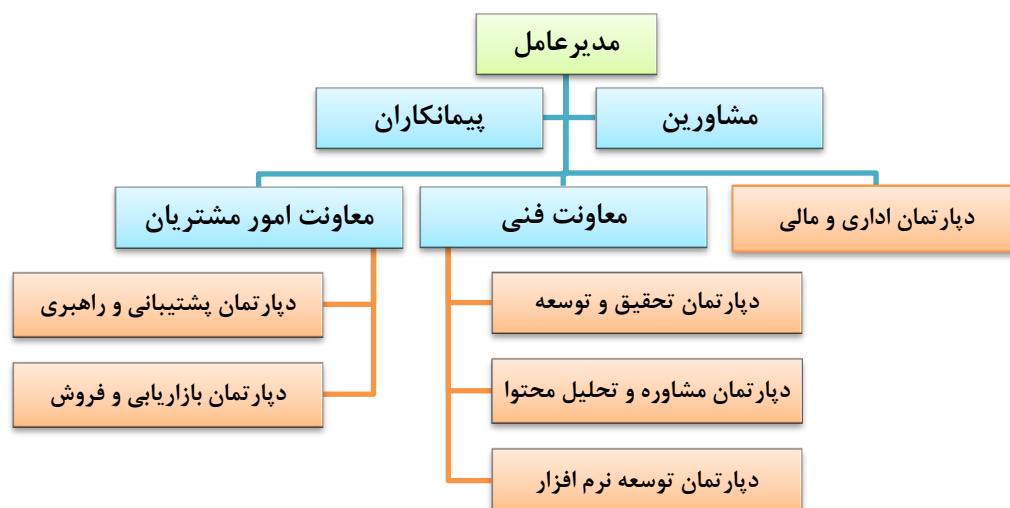 مدیرعامل
مشاورین
پیمانکاران
دپارتمان اداری و مالی
معاونت فنی
معاونت امور مشتریان
دپارتمان تحقیق و توسعه
دپارتمان پشتیبانی و راهبری
دپارتمان مشاوره و تحلیل محتوا
دپارتمان بازاریابی و فروش
دپارتمان توسعه نرم افزار